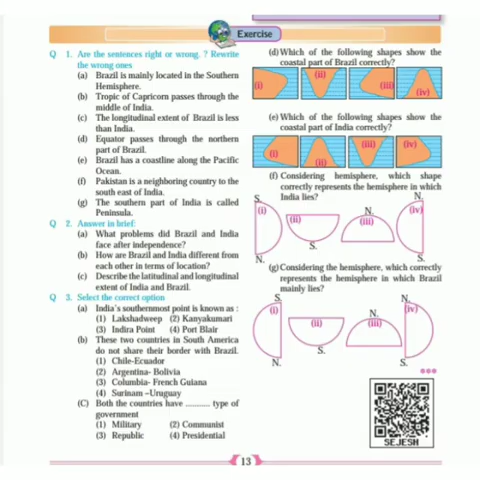 Exercise
Q 1. Are the sentences right or wrong. ? Rewrite
the wrong ones
(a) Brazil is mainly located in the Southern
Hemisphere.
(b) Tropic of Capricorn passes through the
middle of India.
(c) The longitudinal extent of Brazil is less
than India.
(d) Equator passes through the northern
part of Brazil.
(e) Brazil has a coastline along the Pacific
Ocean.
(f) Pakistan is a neighboring country to the
south east of India.
(g) The southern part of India is called
Peninsula.
Q 2. Answer in brief:
(a) What problems did Brazil and India
face after independence?
(b) How are Brazil and India different from
each other in terms of location?
(c) Describe the latitudinal and longitudinal
extent of India and Brazil.
Q 3. Select the correct option
(a) India's southernmost point is known as :
(1) Lakshadweep (2) Kanyakumari
(3) Indira Point (4) Port Blair
(b) These two countries in South America
do not share their border with Brazil.
(1) Chile-Ecuador
(2) Argentina- Bolivia
(3) Columbia- French Guiana
(4) Surinam -Uruguay
(C) Both the countries have ............ type of
government
(1) Military (2) Communist
(3) Republic (4) Presidential
(d) Which of the following shapes show the
coastal part of Brazil correctly?
(i) (ii) (iii) (iv)
(e) Which of the following shapes show the
coastal part of India correctly?
(i) (ii) (iii) (iv)
(f) Considering hemisphere, which shape
correctly represents the hemisphere in which
India lies?
S. N.
(i) (ii) N. (iii) (iv)
N. S. S.
(g) Considering the hemisphere, which correctly
represents the hemisphere in which Brazil
mainly lies?
S. N.
(i) (ii) N. (iii) (iv)
N. S. S.
***
SEJESH
13